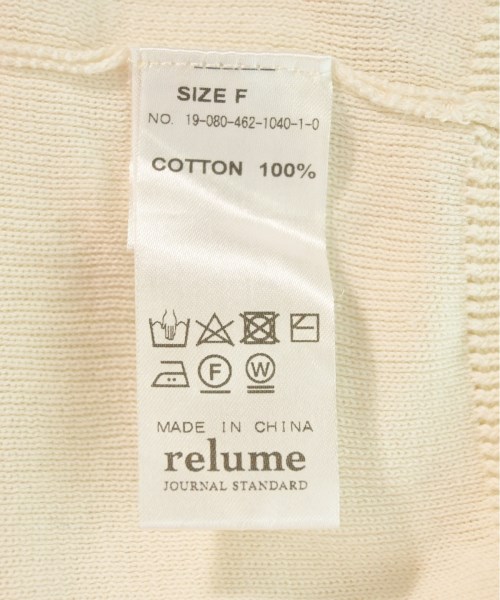 SIZE F
NO. 19-080-462-1040-1-0
COTTON 100%
F W
MADE IN CHINA
relume
JOURNAL STANDARD